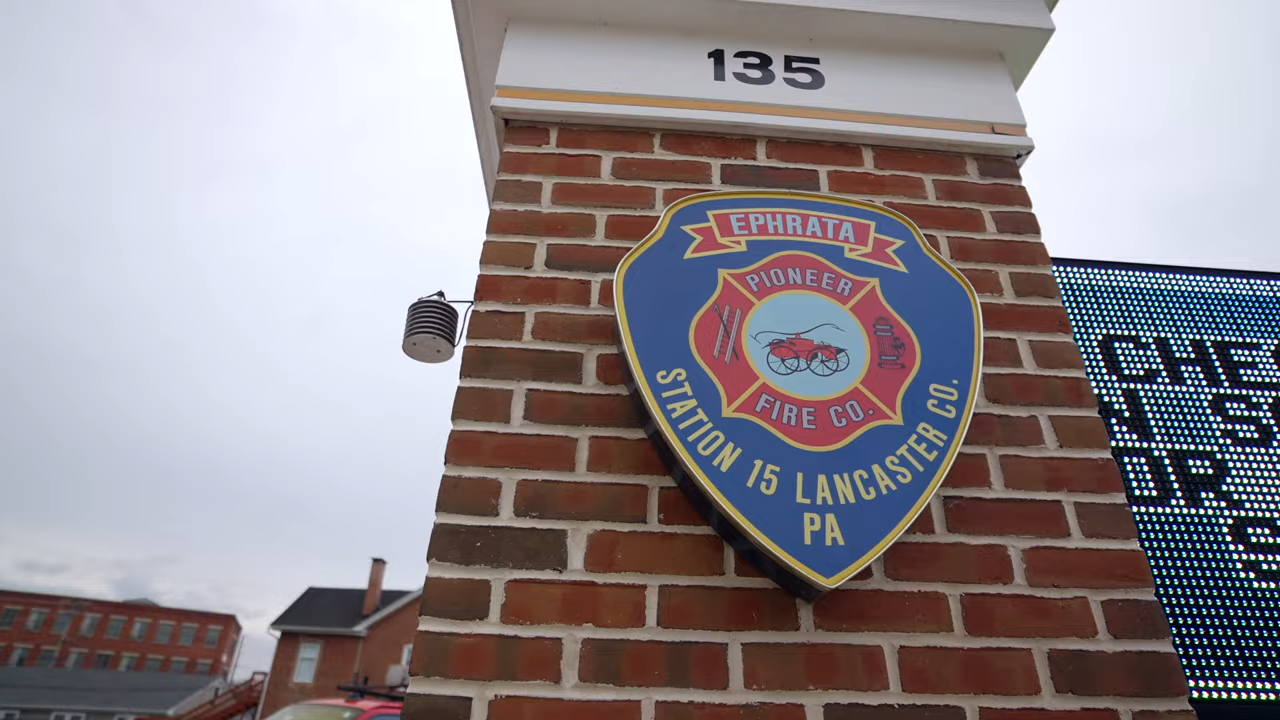 135
EPHRATA
PIONEER
FIRE CO.
STATION 15 LANCASTER CO.
PA